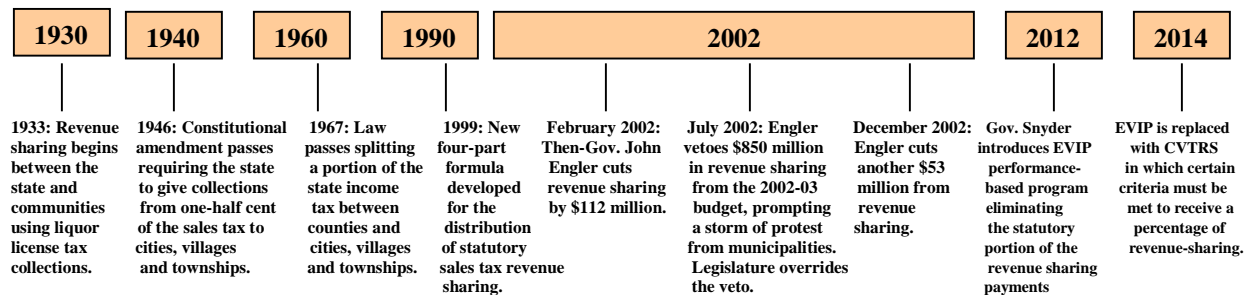 1930
1940
1960
1990
2002
2012
2014
1933: Revenue
sharing begins
between the
state and
communities
using liquor
license tax
collections.
1946: Constitutional
amendment passes
requiring the state
to give collections
from one-half cent
of the sales tax to
cities, villages
and townships.
1967: Law
passes splitting
a portion of the
state income
tax between
counties and
cities, villages
and townships.
1999: New
four-part
formula
developed
for the
distribution
of statutory
sales tax revenue
sharing.
February 2002:
Then-Gov. John
Engler cuts
revenue sharing
by $112 million.
July 2002: Engler
vetoes $850 million
in revenue sharing
from the 2002-03
budget, prompting
a storm of protest
from municipalities.
Legislature overrides
the veto.
December 2002:
Engler cuts
another $53
million from
revenue
sharing.
Gov. Snyder
introduces EVIP
performance-
based program
eliminating
the statutory
portion of the
revenue sharing
payments
EVIP is replaced
with CVTRS
in which certain
criteria must be
met to receive a
percentage of
revenue-sharing.